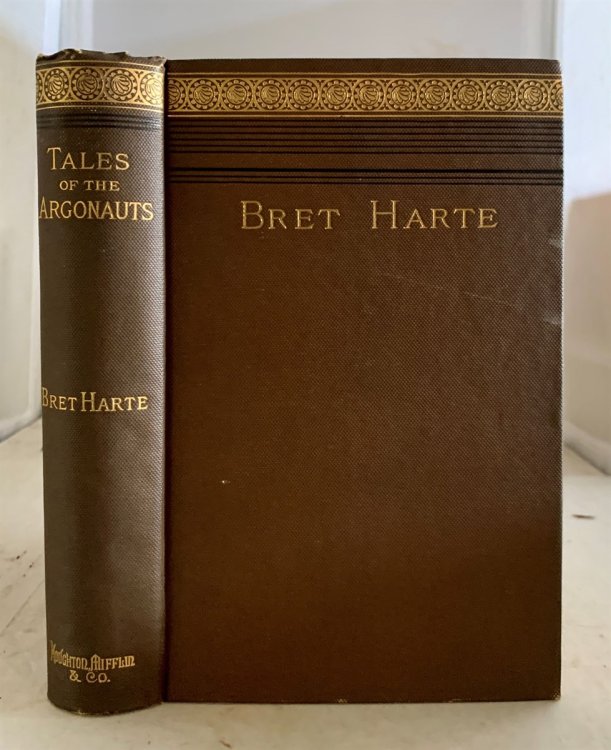 TALES
OF THE
ARGONAUTS
BRET HARTE
HOUGHTON, MIFFLIN
& CO.
BRET HARTE